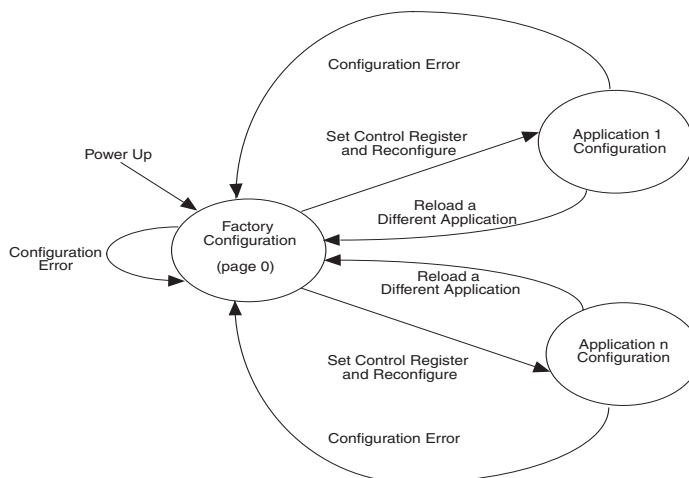 Configuration Error
Set Control Register
and Reconfigure
Application 1
Configuration
Power Up
Reload a
Different Application
Factory
Configuration
(page 0)
Configuration
Error
Reload a
Different Application
Application n
Configuration
Set Control Register
and Reconfigure
Configuration Error